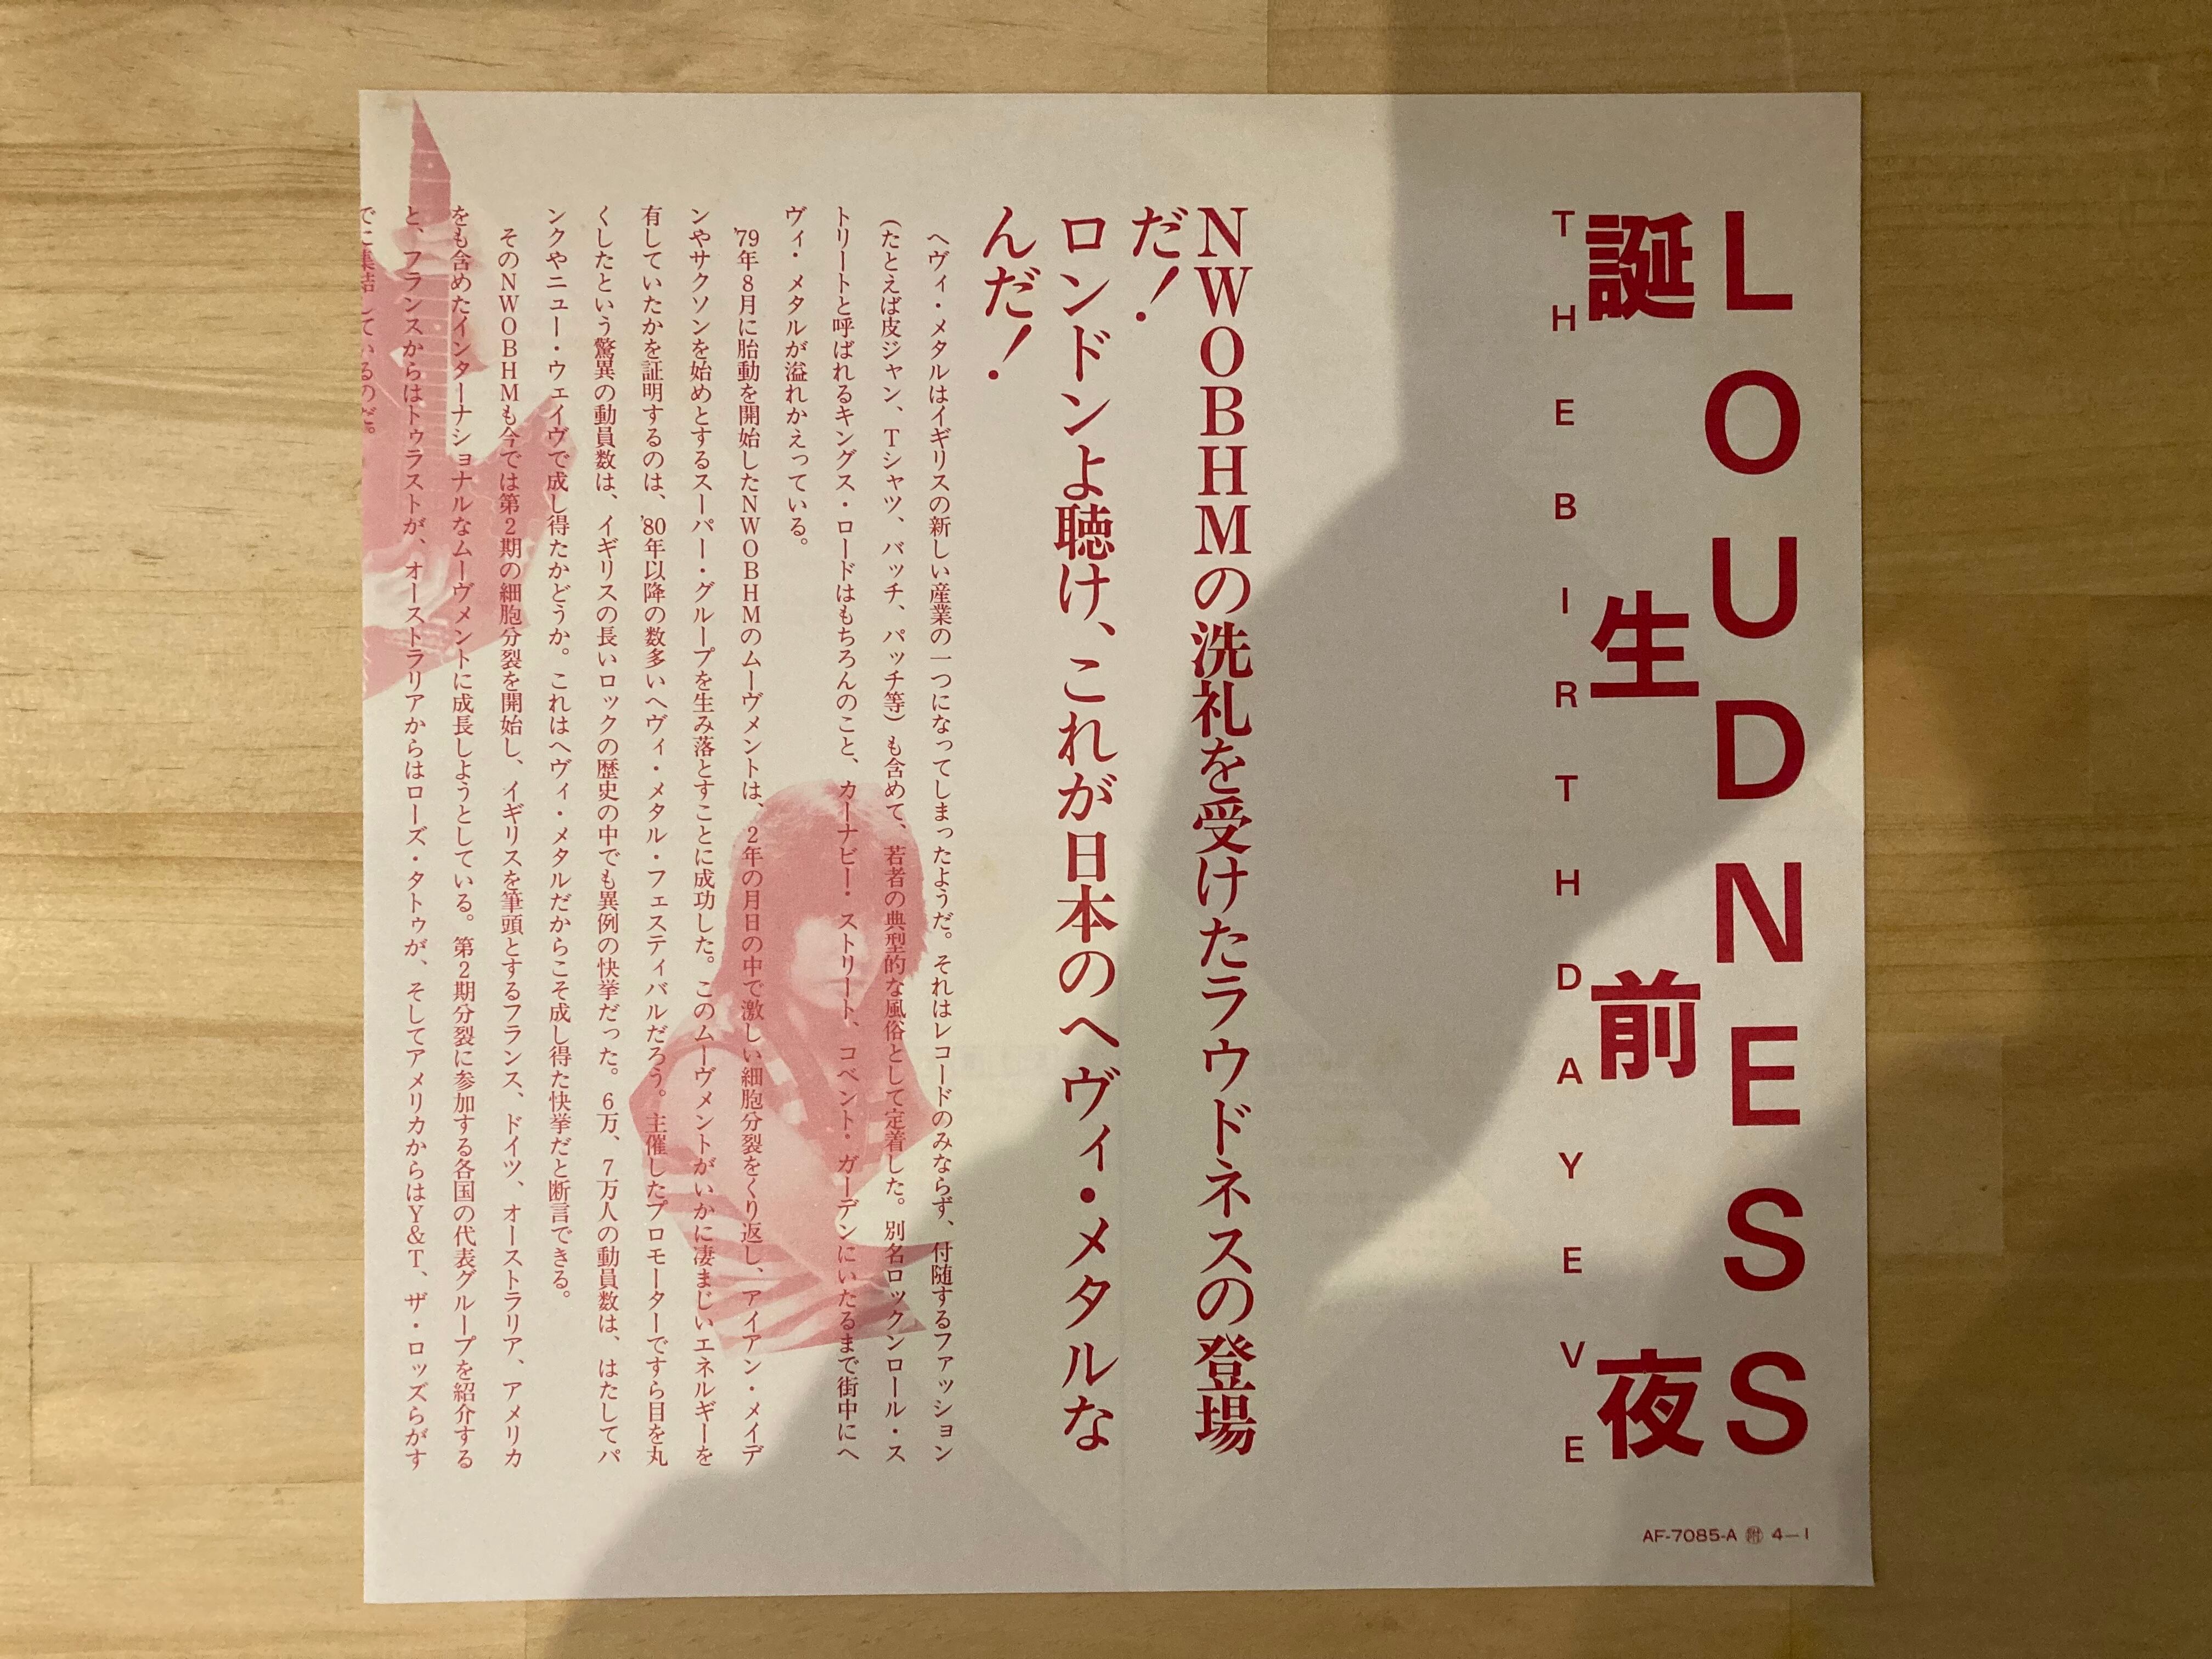 LOUDNESS
誕生前夜
THE BIRTHDAY EVE
NWOBHMの洗礼を受けたラウドネスの登場
だ！
ロンドンよ聴け、これが日本のヘヴィ・メタルな
んだ！
ヘヴィ・メタルはイギリスの新しい産業の一つになってしまったようだ。それはレコードのみならず、付随するファッション
（たとえば皮ジャン、Tシャツ、バッチ、パッチ等）も含めて、若者の典型的な風俗として定着した。別名ロックンロール・ス
トリートと呼ばれるキングス・ロードはもちろんのこと、カーナビー・ストリート、コベント・ガーデンにいたるまで街中にヘ
ヴィ・メタルが溢れかえっている。
'79年8月に胎動を開始したNWOBHMのムーヴメントは、2年の月日の中で激しい細胞分裂をくり返し、アイアン・メイデ
ンやサクソンを始めとするスーパー・グループを生み落とすことに成功した。このムーヴメントがいかに凄まじいエネルギーを
有していたかを証明するのは、'80年以降の数多いヘヴィ・メタル・フェスティバルだろう。主催したプロモーターですら目を丸
くしたという驚異の動員数は、イギリスの長いロックの歴史の中でも異例の快挙だった。6万、7万人の動員数は、はたしてパ
ンクやニュー・ウェイヴで成し得たかどうか。これはヘヴィ・メタルだからこそ成し得た快挙だと断言できる。
そのNWOBHMも今では第2期の細胞分裂を開始し、イギリスを筆頭とするフランス、ドイツ、オーストラリア、アメリカ
をも含めたインターナショナルなムーヴメントに成長しようとしている。第2期分裂に参加する各国の代表グループを紹介する
と、フランスからはトゥラストが、オーストラリアからはローズ・タトゥが、そしてアメリカからはY&T、ザ・ロッズらがす
でに集結しているのだ。
AF-7085-A ㊟ 4—1